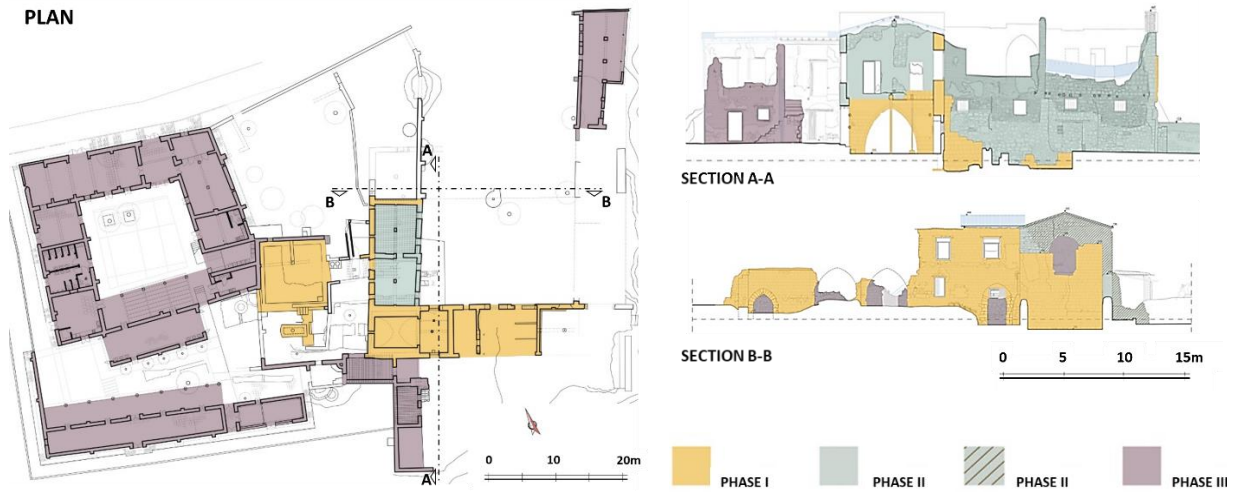 PLAN
A
B
B
A
0 10 20m
SECTION A-A
SECTION B-B
0 5 10 15m
PHASE I
PHASE II
PHASE II
PHASE III